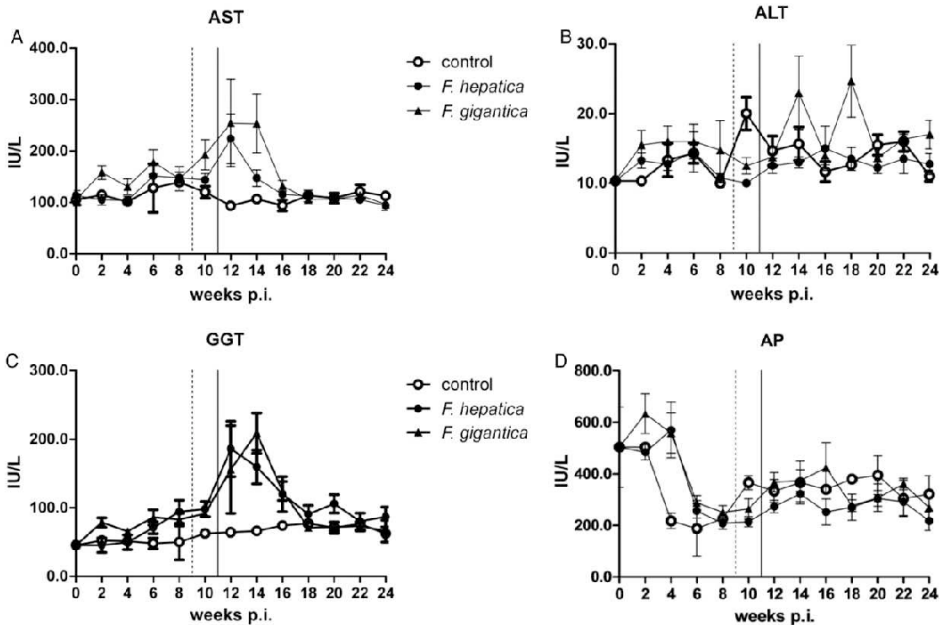 A
AST
IU/L
400.0
300.0
200.0
100.0
0.0
0 2 4 6 8 10 12 14 16 18 20 22 24
weeks p.i.
control
F. hepatica
F. gigantica
B
ALT
IU/L
30.0
20.0
10.0
0.0
0 2 4 6 8 10 12 14 16 18 20 22 24
weeks p.i.
C
GGT
IU/L
300.0
200.0
100.0
0.0
0 2 4 6 8 10 12 14 16 18 20 22 24
weeks p.i.
control
F. hepatica
F. gigantica
D
AP
IU/L
800.0
600.0
400.0
200.0
0.0
0 2 4 6 8 10 12 14 16 18 20 22 24
weeks p.i.